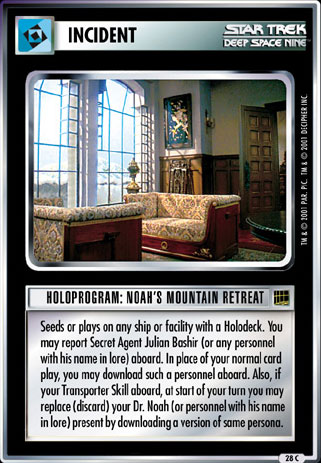 INCIDENT
STAR TREK
DEEP SPACE NINE
TM & © 2001 PAR. P.C. TM & © 2001 DECIPHER INC.
HOLOPROGRAM: NOAH'S MOUNTAIN RETREAT
Seeds or plays on any ship or facility with a Holodeck. You
may report Secret Agent Julian Bashir (or any personnel
with his name in lore) aboard. In place of your normal card
play, you may download such a personnel aboard. Also, if
your Transporter Skill aboard, at start of your turn you may
replace (discard) your Dr. Noah (or personnel with his name
in lore) present by downloading a version of same persona.
28 C